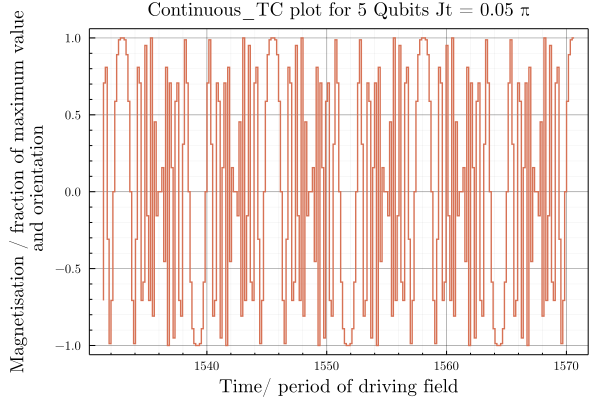 Continuous_TC plot for 5 Qubits Jt = 0.05 π
Magnetisation / fraction of maximum value
and orientation
1.0
0.5
0.0
−0.5
−1.0
1540
1550
1560
1570
Time/ period of driving field